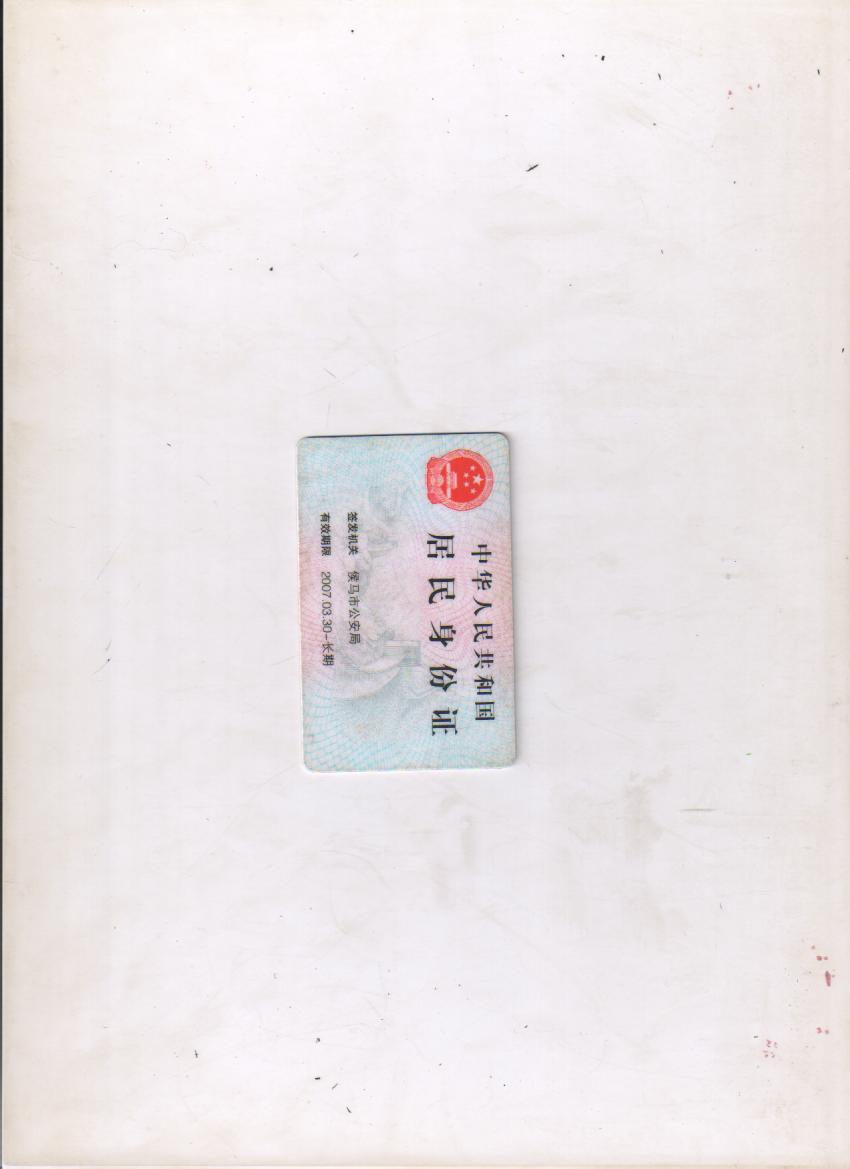 中华人民共和国
居民身份证
签发机关 侯马市公安局
有效期限 2007.03.30-长期